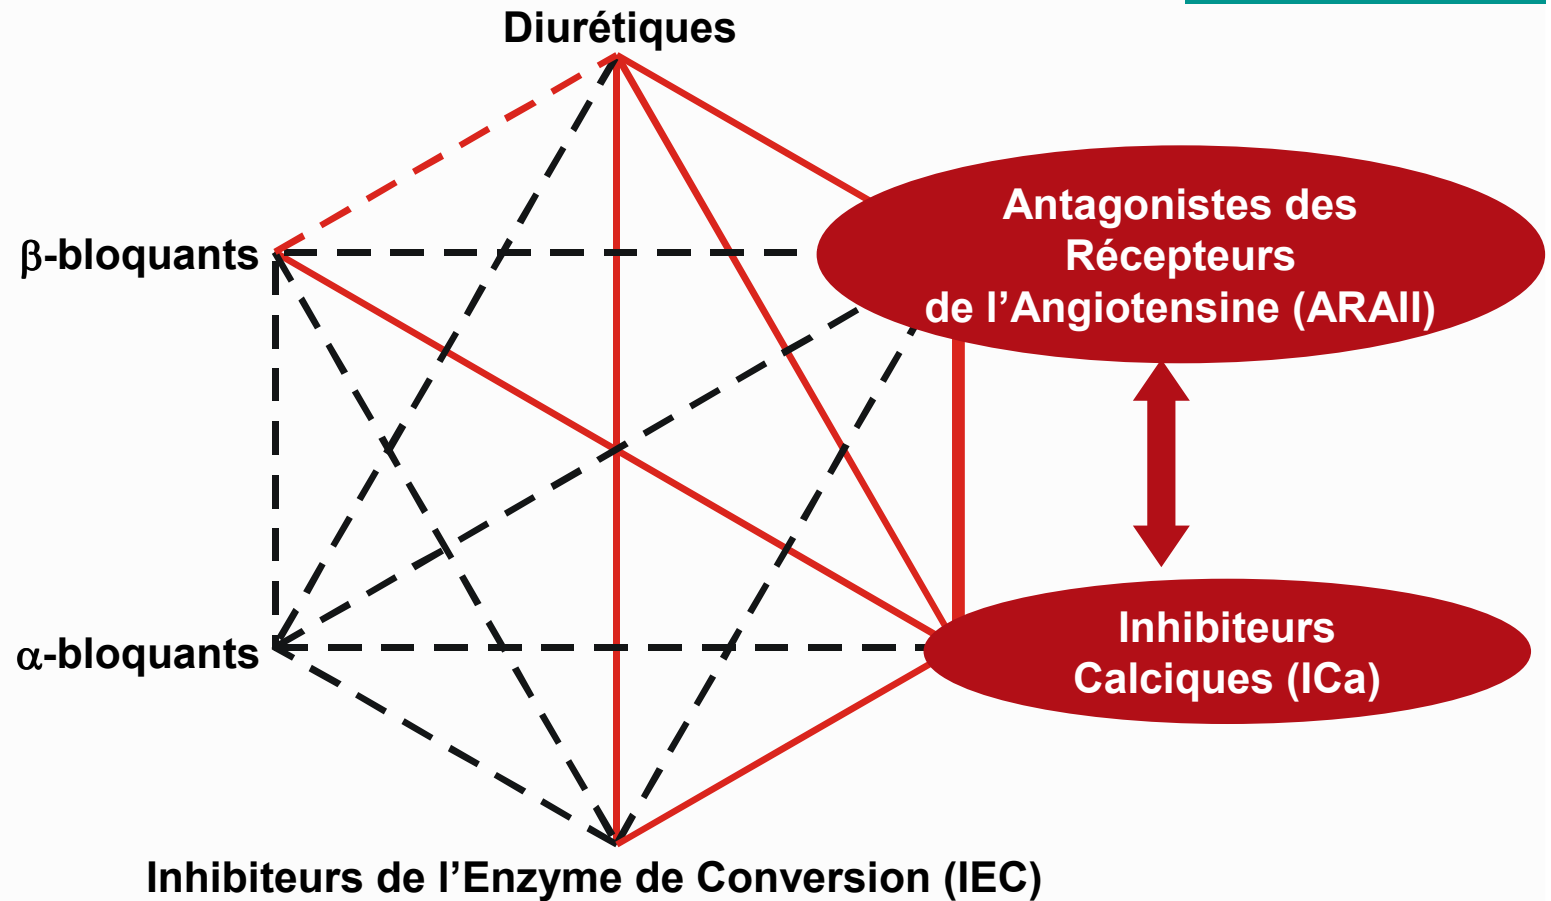 Diurétiques
β-bloquants
Antagonistes des
Récepteurs
de l’Angiotensine (ARAII)
α-bloquants
Inhibiteurs
Calciques (ICa)
Inhibiteurs de l’Enzyme de Conversion (IEC)